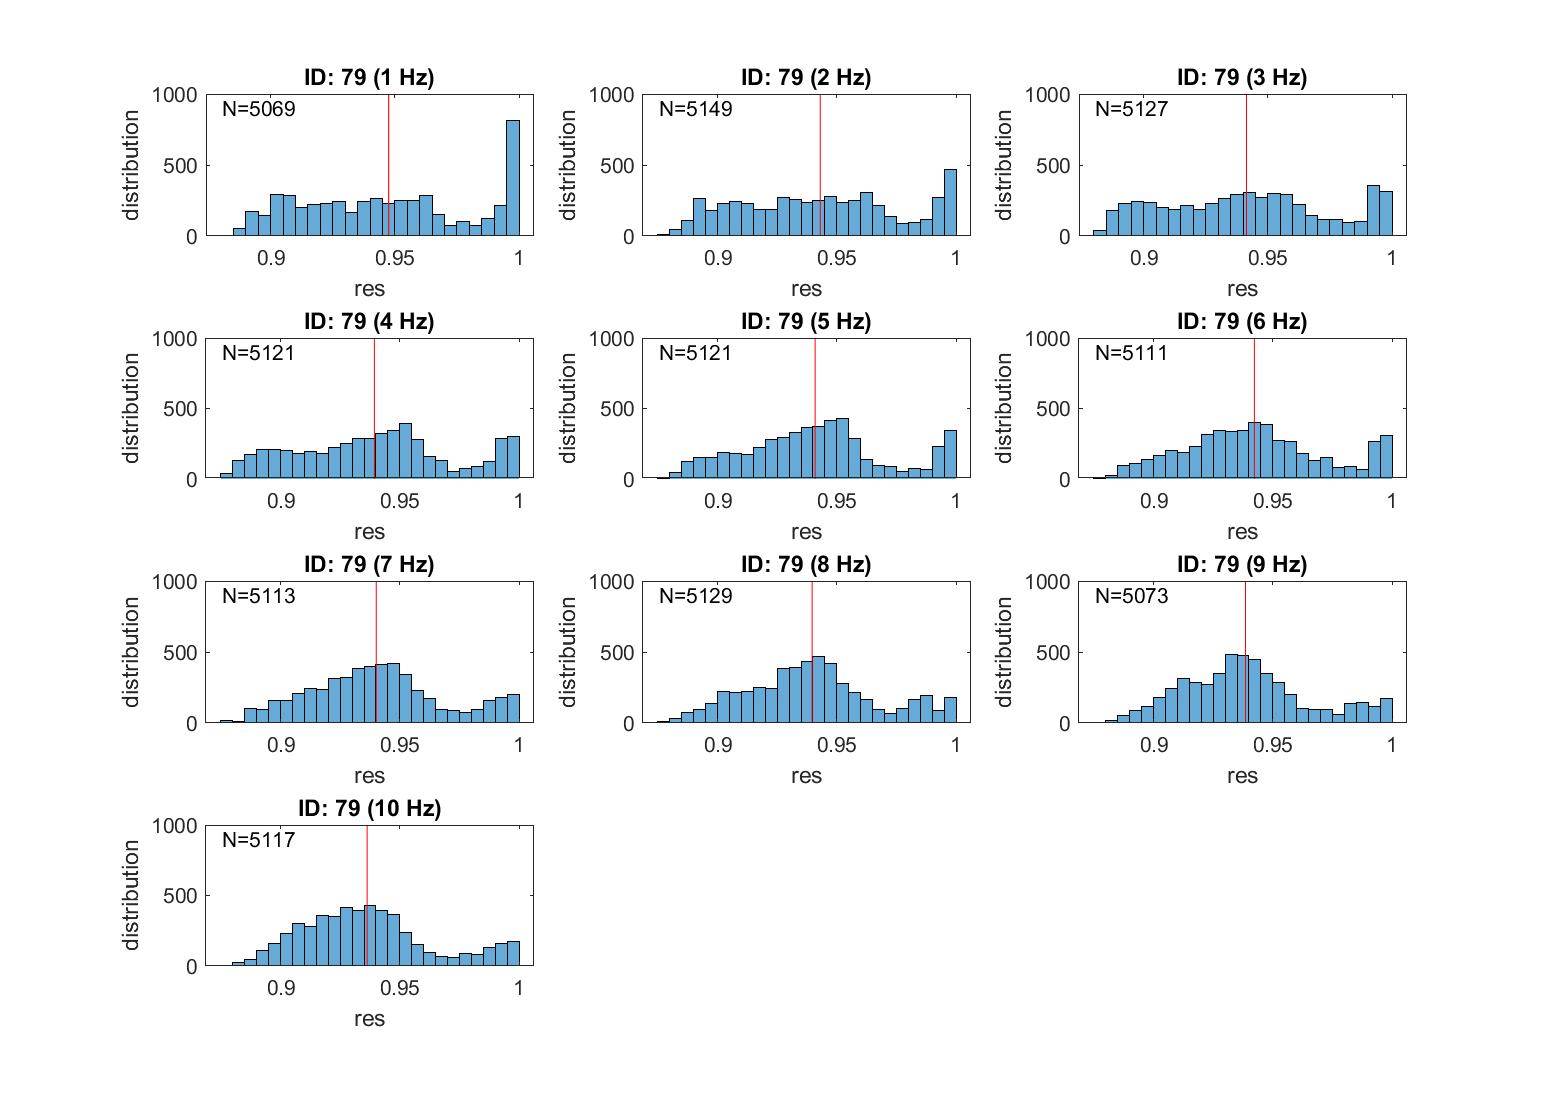 ID: 79 (1 Hz)
N=5069
distribution
1000
500
0
0.9 0.95 1
res
ID: 79 (2 Hz)
N=5149
distribution
1000
500
0
0.9 0.95 1
res
ID: 79 (3 Hz)
N=5127
distribution
1000
500
0
0.9 0.95 1
res
ID: 79 (4 Hz)
N=5121
distribution
1000
500
0
0.9 0.95 1
res
ID: 79 (5 Hz)
N=5121
distribution
1000
500
0
0.9 0.95 1
res
ID: 79 (6 Hz)
N=5111
distribution
1000
500
0
0.9 0.95 1
res
ID: 79 (7 Hz)
N=5113
distribution
1000
500
0
0.9 0.95 1
res
ID: 79 (8 Hz)
N=5129
distribution
1000
500
0
0.9 0.95 1
res
ID: 79 (9 Hz)
N=5073
distribution
1000
500
0
0.9 0.95 1
res
ID: 79 (10 Hz)
N=5117
distribution
1000
500
0
0.9 0.95 1
res